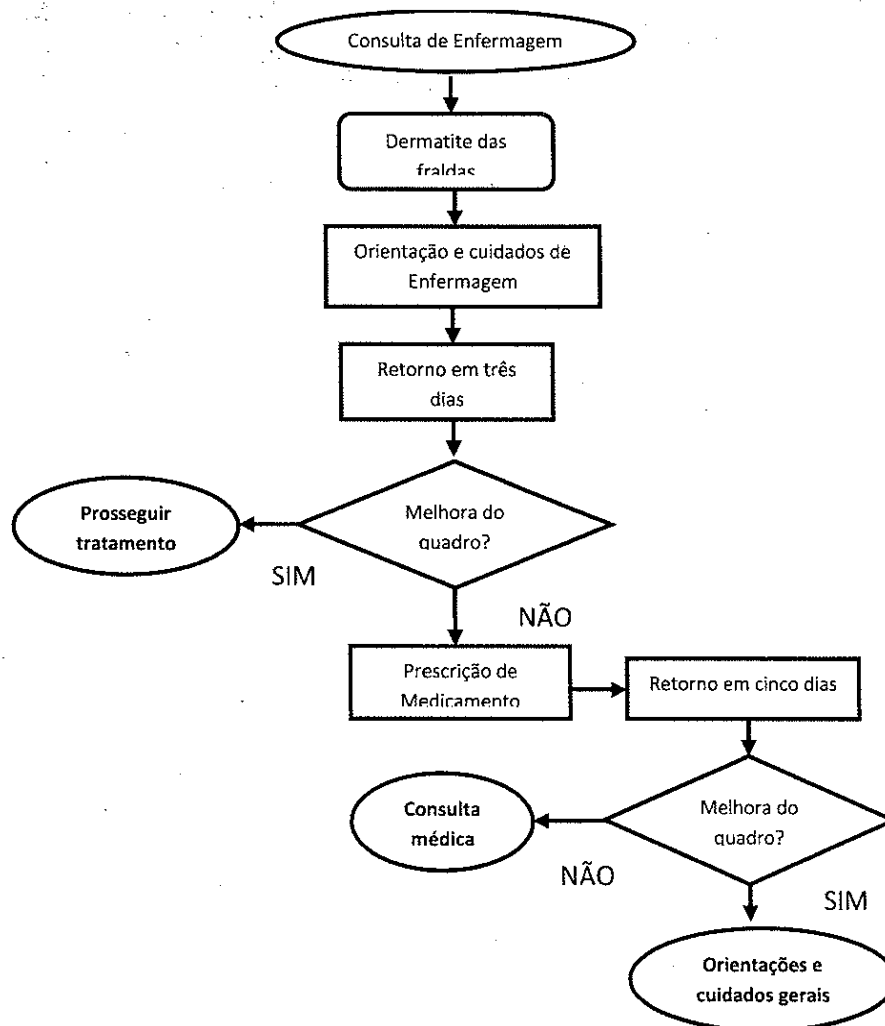 Consulta de Enfermagem
Dermatite das
fraldas
Orientação e cuidados de
Enfermagem
Retorno em três
dias
Melhora do
quadro?
Prosseguir
tratamento
SIM
NÃO
Prescrição de
Medicamento
Retorno em cinco dias
Melhora do
quadro?
Consulta
médica
NÃO
SIM
Orientações e
cuidados gerais